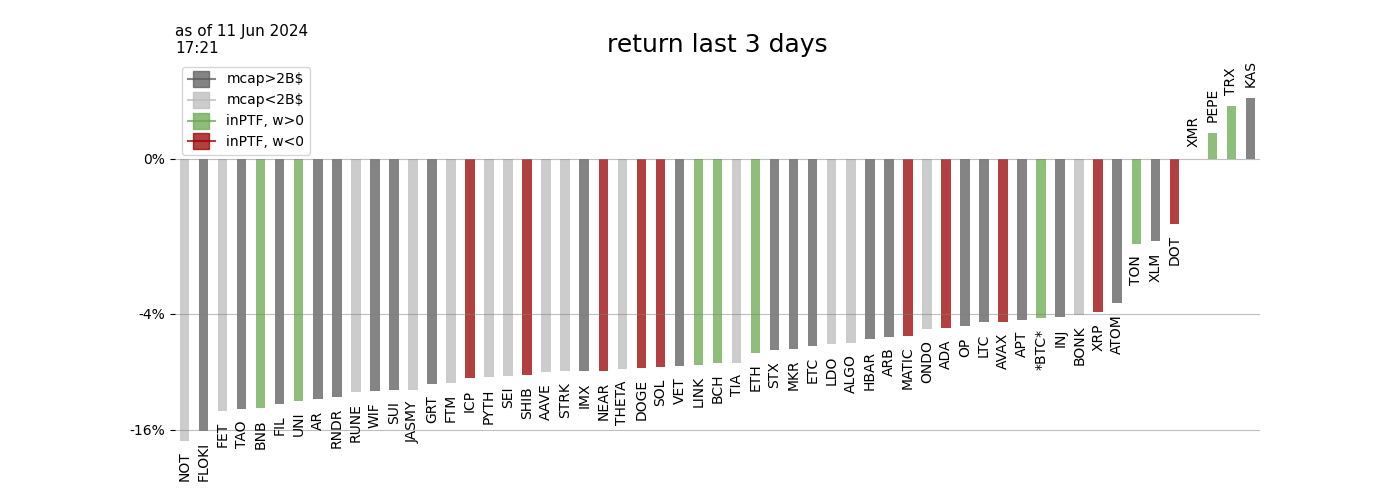 as of 11 Jun 2024
17:21
return last 3 days
mcap>2B$
mcap<2B$
inPTF, w>0
inPTF, w<0
0%
-4%
-16%
NOT
FLOKI
FET
TAO
BNB
FIL
UNI
AR
RNDR
RUNE
WIF
SUI
JASMY
GRT
FTM
ICP
PYTH
SEI
SHIB
AAVE
STRK
IMX
NEAR
THETA
DOGE
SOL
VET
LINK
BCH
TIA
ETH
STX
MKR
ETC
LDO
ALGO
HBAR
ARB
MATIC
ONDO
ADA
OP
LTC
AVAX
APT
*BTC*
INJ
BONK
XRP
ATOM
TON
XLM
DOT
XMR
PEPE
TRX
KAS